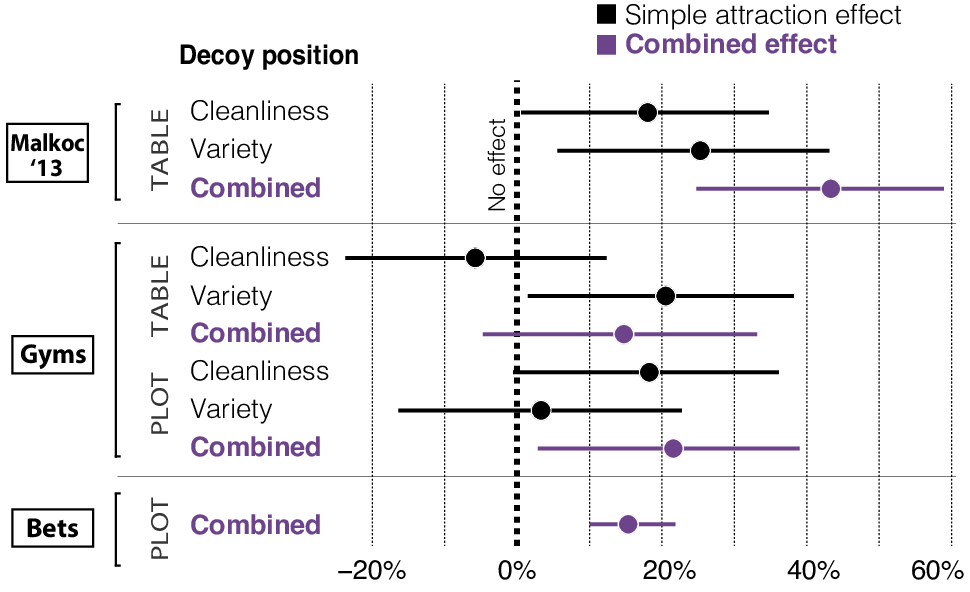 Simple attraction effect
Combined effect
Decoy position
Malkoc
‘13
TABLE
Cleanliness
Variety
Combined
No effect
Gyms
TABLE
Cleanliness
Variety
Combined
PLOT
Cleanliness
Variety
Combined
Bets
PLOT
Combined
−20% 0% 20% 40% 60%